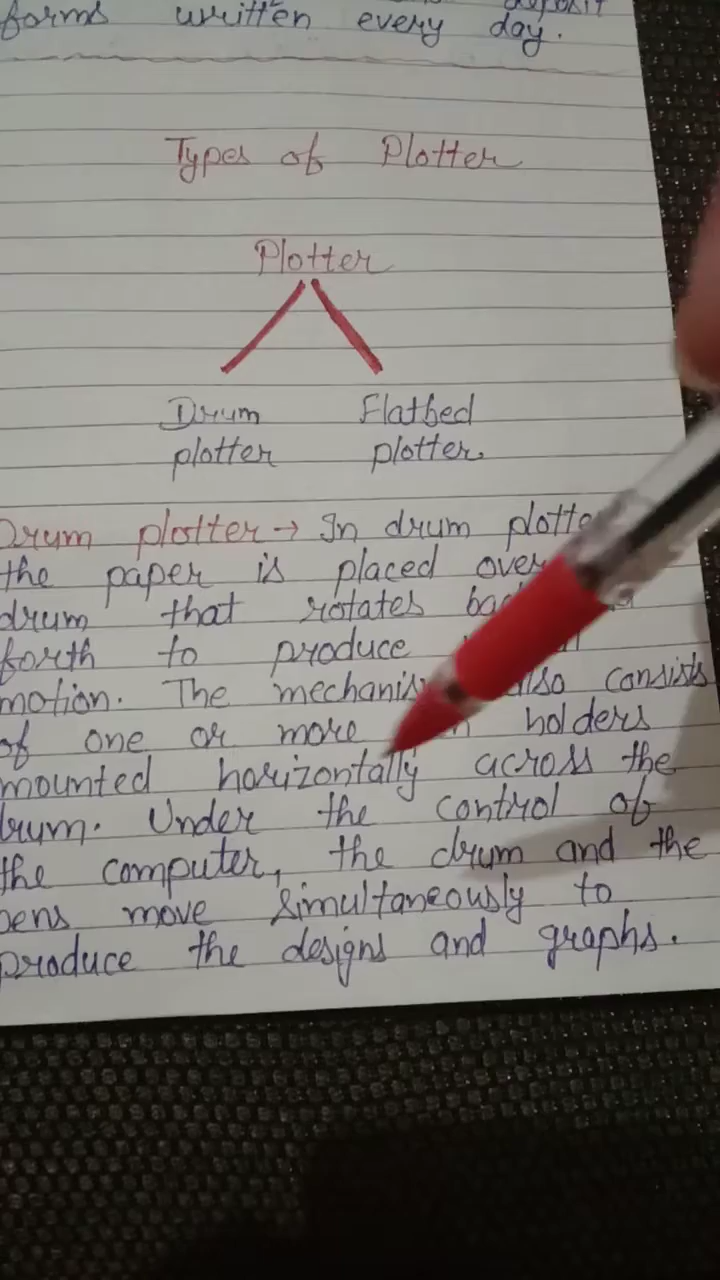 deposit
forms written every day.
Types of Plotter
Plotter
Drum Flatbed
plotter plotter.
Drum plotter → In drum
the paper is placed over
drum that rotates
forth to produce
motion. The also consists
of one or more holders
mounted horizontally across the
drum. Under the control of
the computer, the drum and the
pens move simultaneously to
produce the designs and graphs.